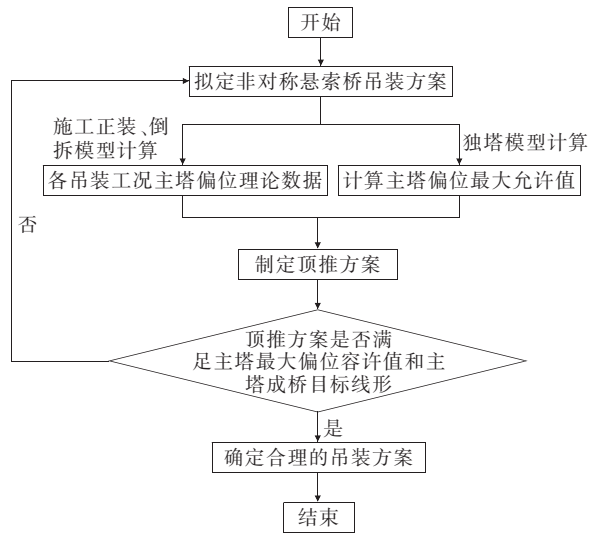 开始
拟定非对称悬索桥吊装方案
施工正装、倒
拆模型计算
独塔模型计算
各吊装工况主塔偏位理论数据
计算主塔偏位最大允许值
否
制定顶推方案
顶推方案是否满
足主塔最大偏位容许值和主
塔成桥目标线形
是
确定合理的吊装方案
结束